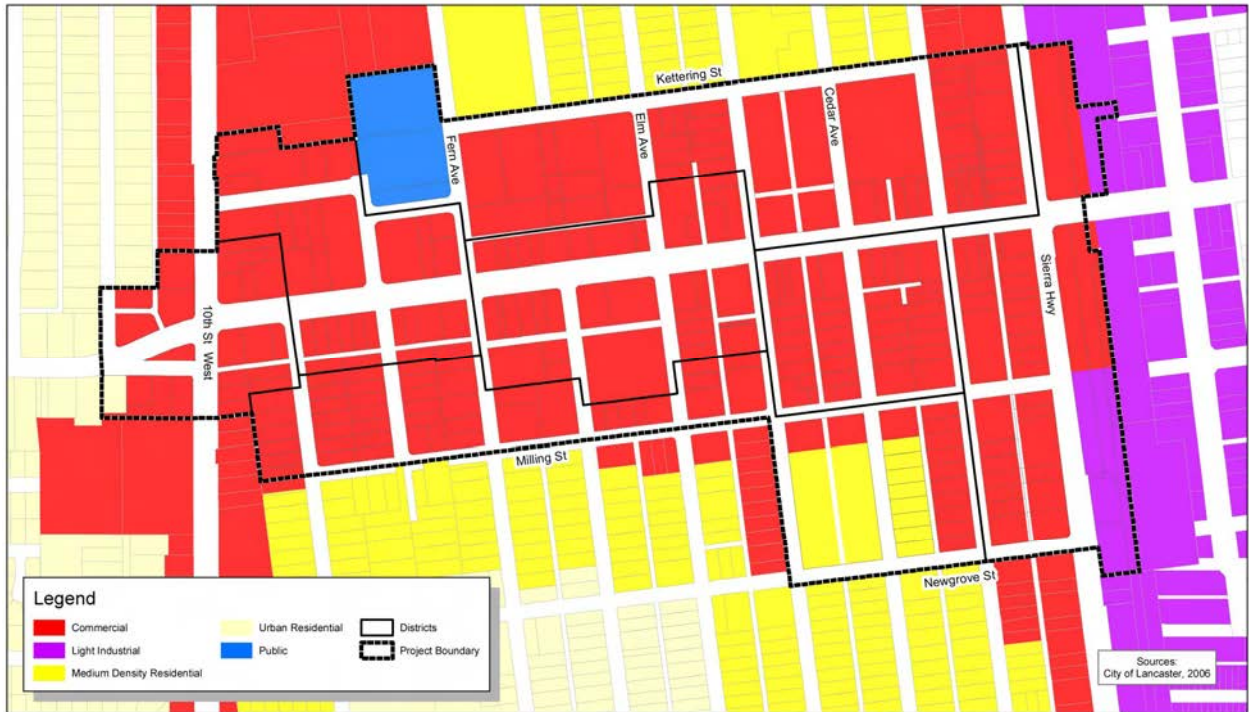 Kettering St
Fern Ave
Elm Ave
Cedar Ave
Sierra Hwy
10th St West
Milling St
Newgrove St
Legend
Commercial
Light Industrial
Medium Density Residential
Urban Residential
Public
Districts
Project Boundary
Sources:
City of Lancaster, 2006